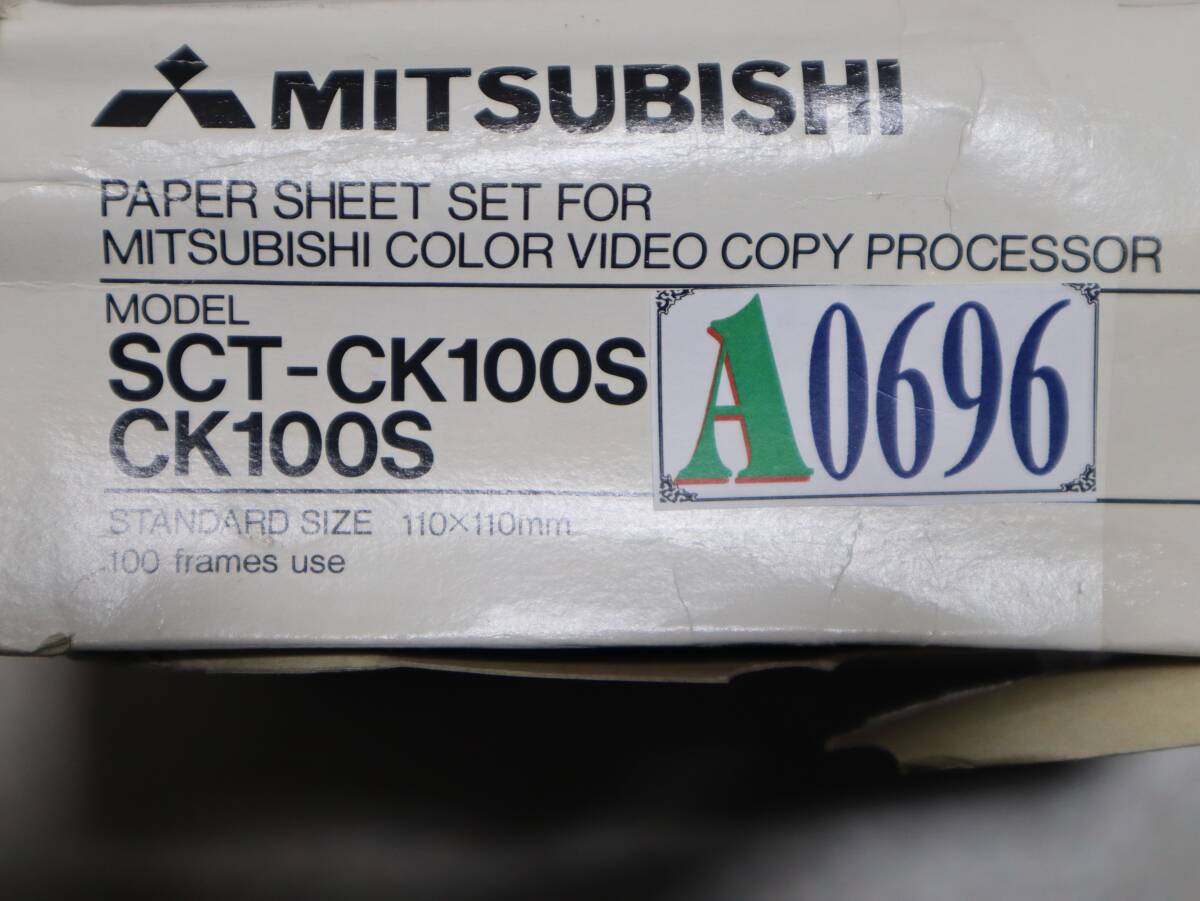 MITSUBISHI
PAPER SHEET SET FOR
MITSUBISHI COLOR VIDEO COPY PROCESSOR
MODEL
SCT-CK100S
CK100S
A0696
STANDARD SIZE 110×110mm
100 frames use